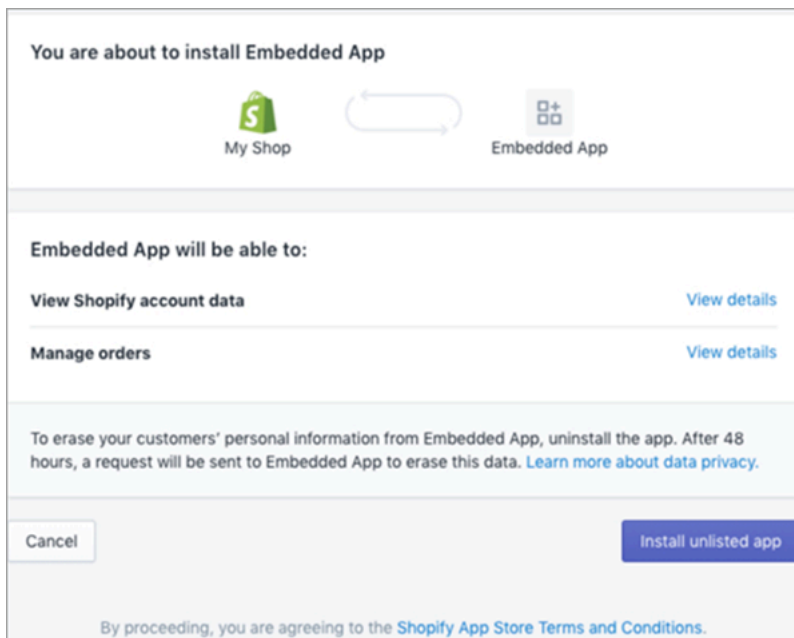 You are about to install Embedded App
My Shop
Embedded App
Embedded App will be able to:
View Shopify account data
View details
Manage orders
View details
To erase your customers' personal information from Embedded App, uninstall the app. After 48
hours, a request will be sent to Embedded App to erase this data. Learn more about data privacy.
Cancel
Install unlisted app
By proceeding, you are agreeing to the Shopify App Store Terms and Conditions.